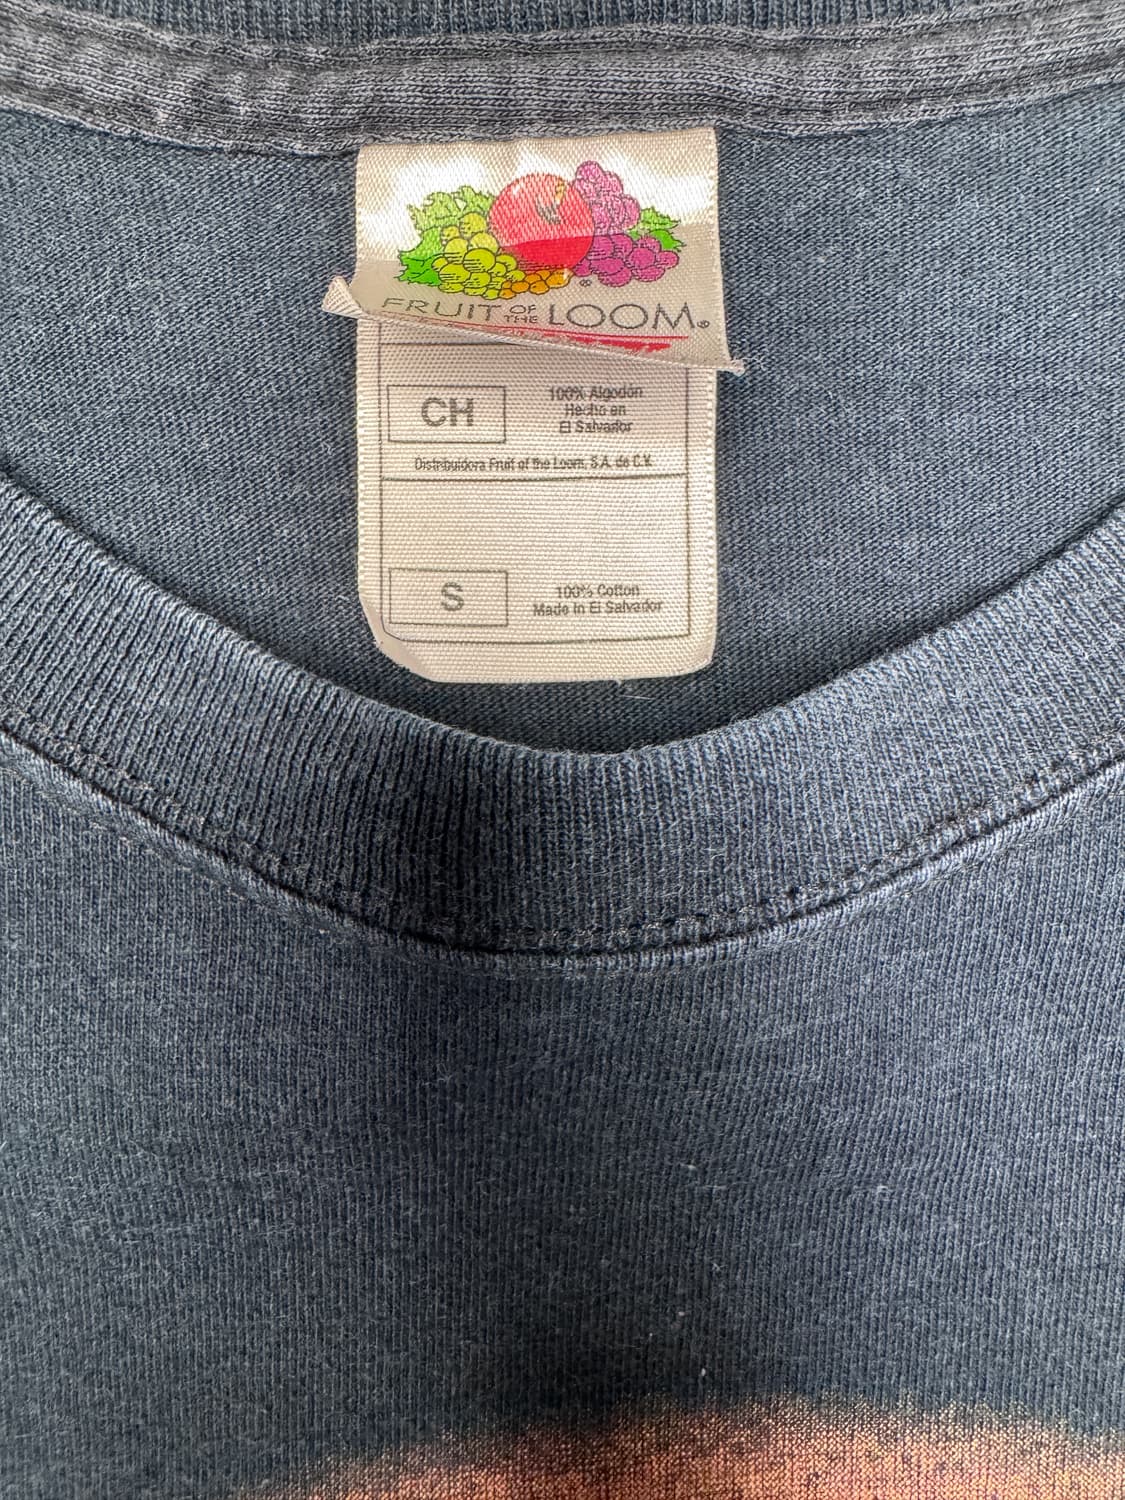 FRUIT OF THE LOOM®
CH
100% Algodón
Hecho en
El Salvador
Distribuidora Fruit of the Loom, S.A. de C.V.
S
100% Cotton
Made in El Salvador